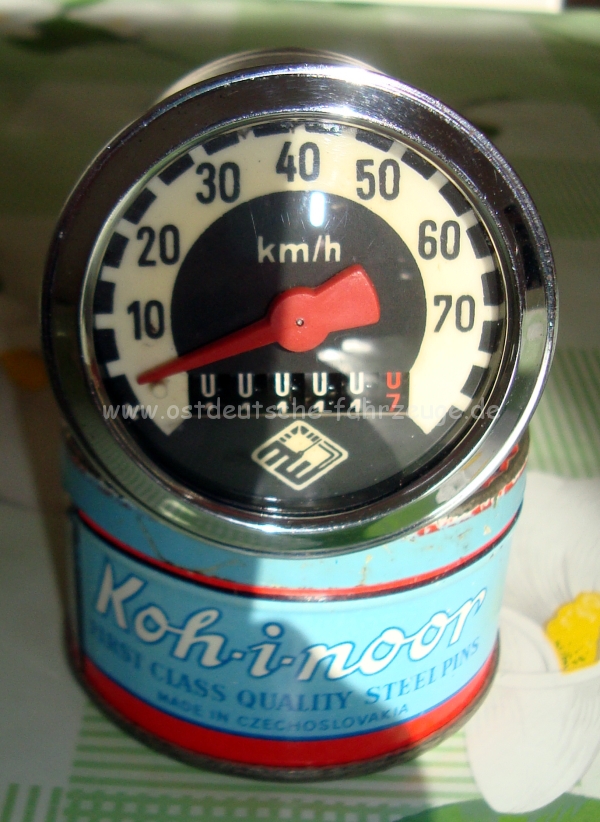 10 20 30 40 50 60 70
km/h
www.ostdeutsche-fahrzeuge.de
Koh-i-noor
FIRST CLASS QUALITY STEEL PINS
MADE IN CZECHOSLOVAKIA